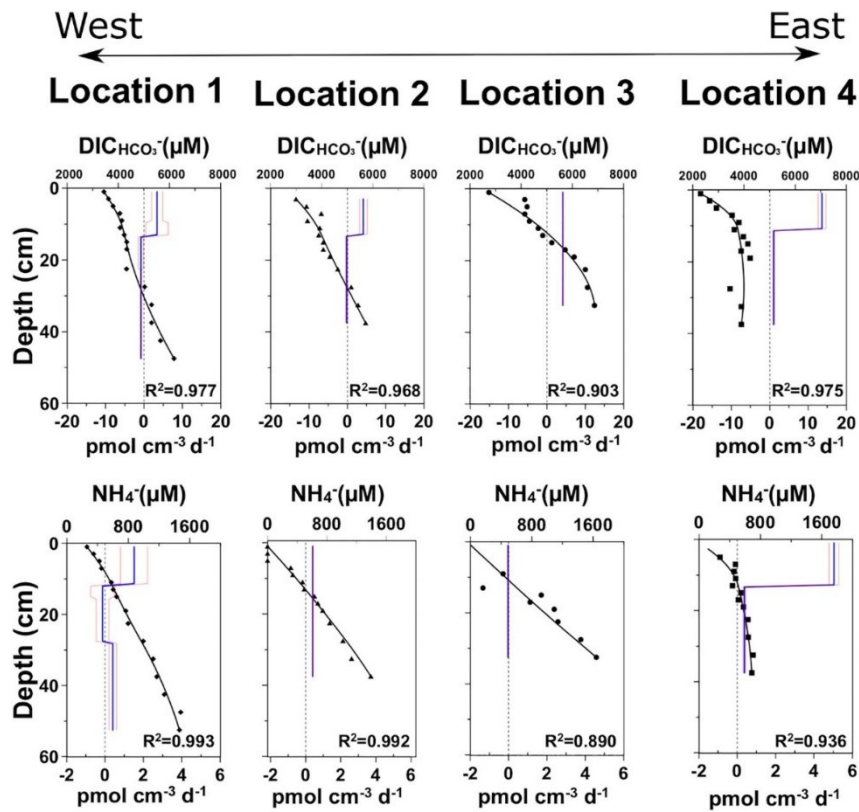 West East
Location 1 Location 2 Location 3 Location 4
DICHCO₃⁻(µM) DICHCO₃⁻(µM) DICHCO₃⁻(µM) DICHCO₃⁻(µM)
2000 4000 6000 8000 2000 4000 6000 8000 2000 4000 6000 8000 2000 4000 6000 8000
0
20
40
60
Depth (cm)
R²=0.977 R²=0.968 R²=0.903 R²=0.975
-20 -10 0 10 20 -20 -10 0 10 20 -20 -10 0 10 20 -20 -10 0 10 20
pmol cm⁻³ d⁻¹ pmol cm⁻³ d⁻¹ pmol cm⁻³ d⁻¹ pmol cm⁻³ d⁻¹
NH₄⁻(µM) NH₄⁻(µM) NH₄⁻(µM) NH₄⁻(µM)
0 800 1600 0 800 1600 0 800 1600 0 800 1600
0
20
40
60
Depth (cm)
R²=0.993 R²=0.992 R²=0.890 R²=0.936
-2 0 2 4 6 -2 0 2 4 6 -2 0 2 4 6 -2 0 2 4 6
pmol cm⁻³ d⁻¹ pmol cm⁻³ d⁻¹ pmol cm⁻³ d⁻¹ pmol cm⁻³ d⁻¹